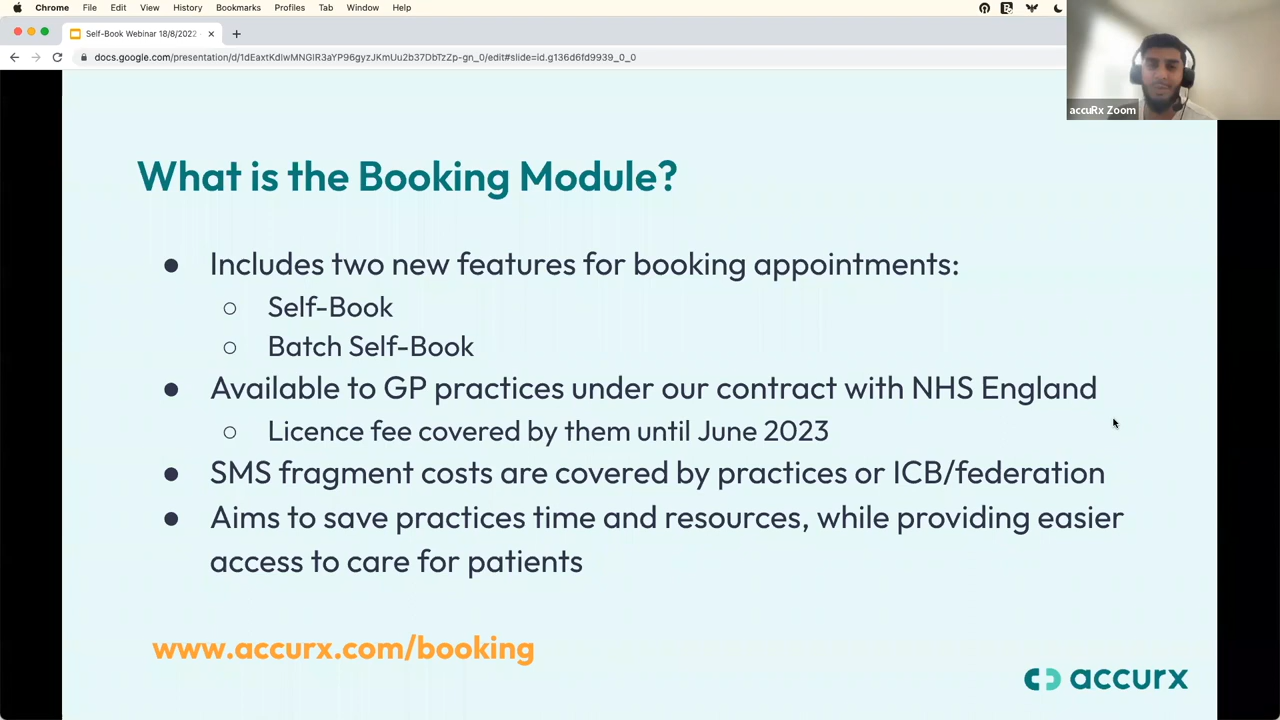 Chrome File Edit View History Bookmarks Profiles Tab Window Help
Self-Book Webinar 18/8/2022
docs.google.com/presentation/d/1dEaxtKdlwMNGlR3aYP96gyzJKmUu2b37DbTzZp-gn_0/edit#slide=id.g136d6fd9939_0_0
accuRx Zoom
What is the Booking Module?
● Includes two new features for booking appointments:
○ Self-Book
○ Batch Self-Book
● Available to GP practices under our contract with NHS England
○ Licence fee covered by them until June 2023
● SMS fragment costs are covered by practices or ICB/federation
● Aims to save practices time and resources, while providing easier
access to care for patients
www.accurx.com/booking
accurx